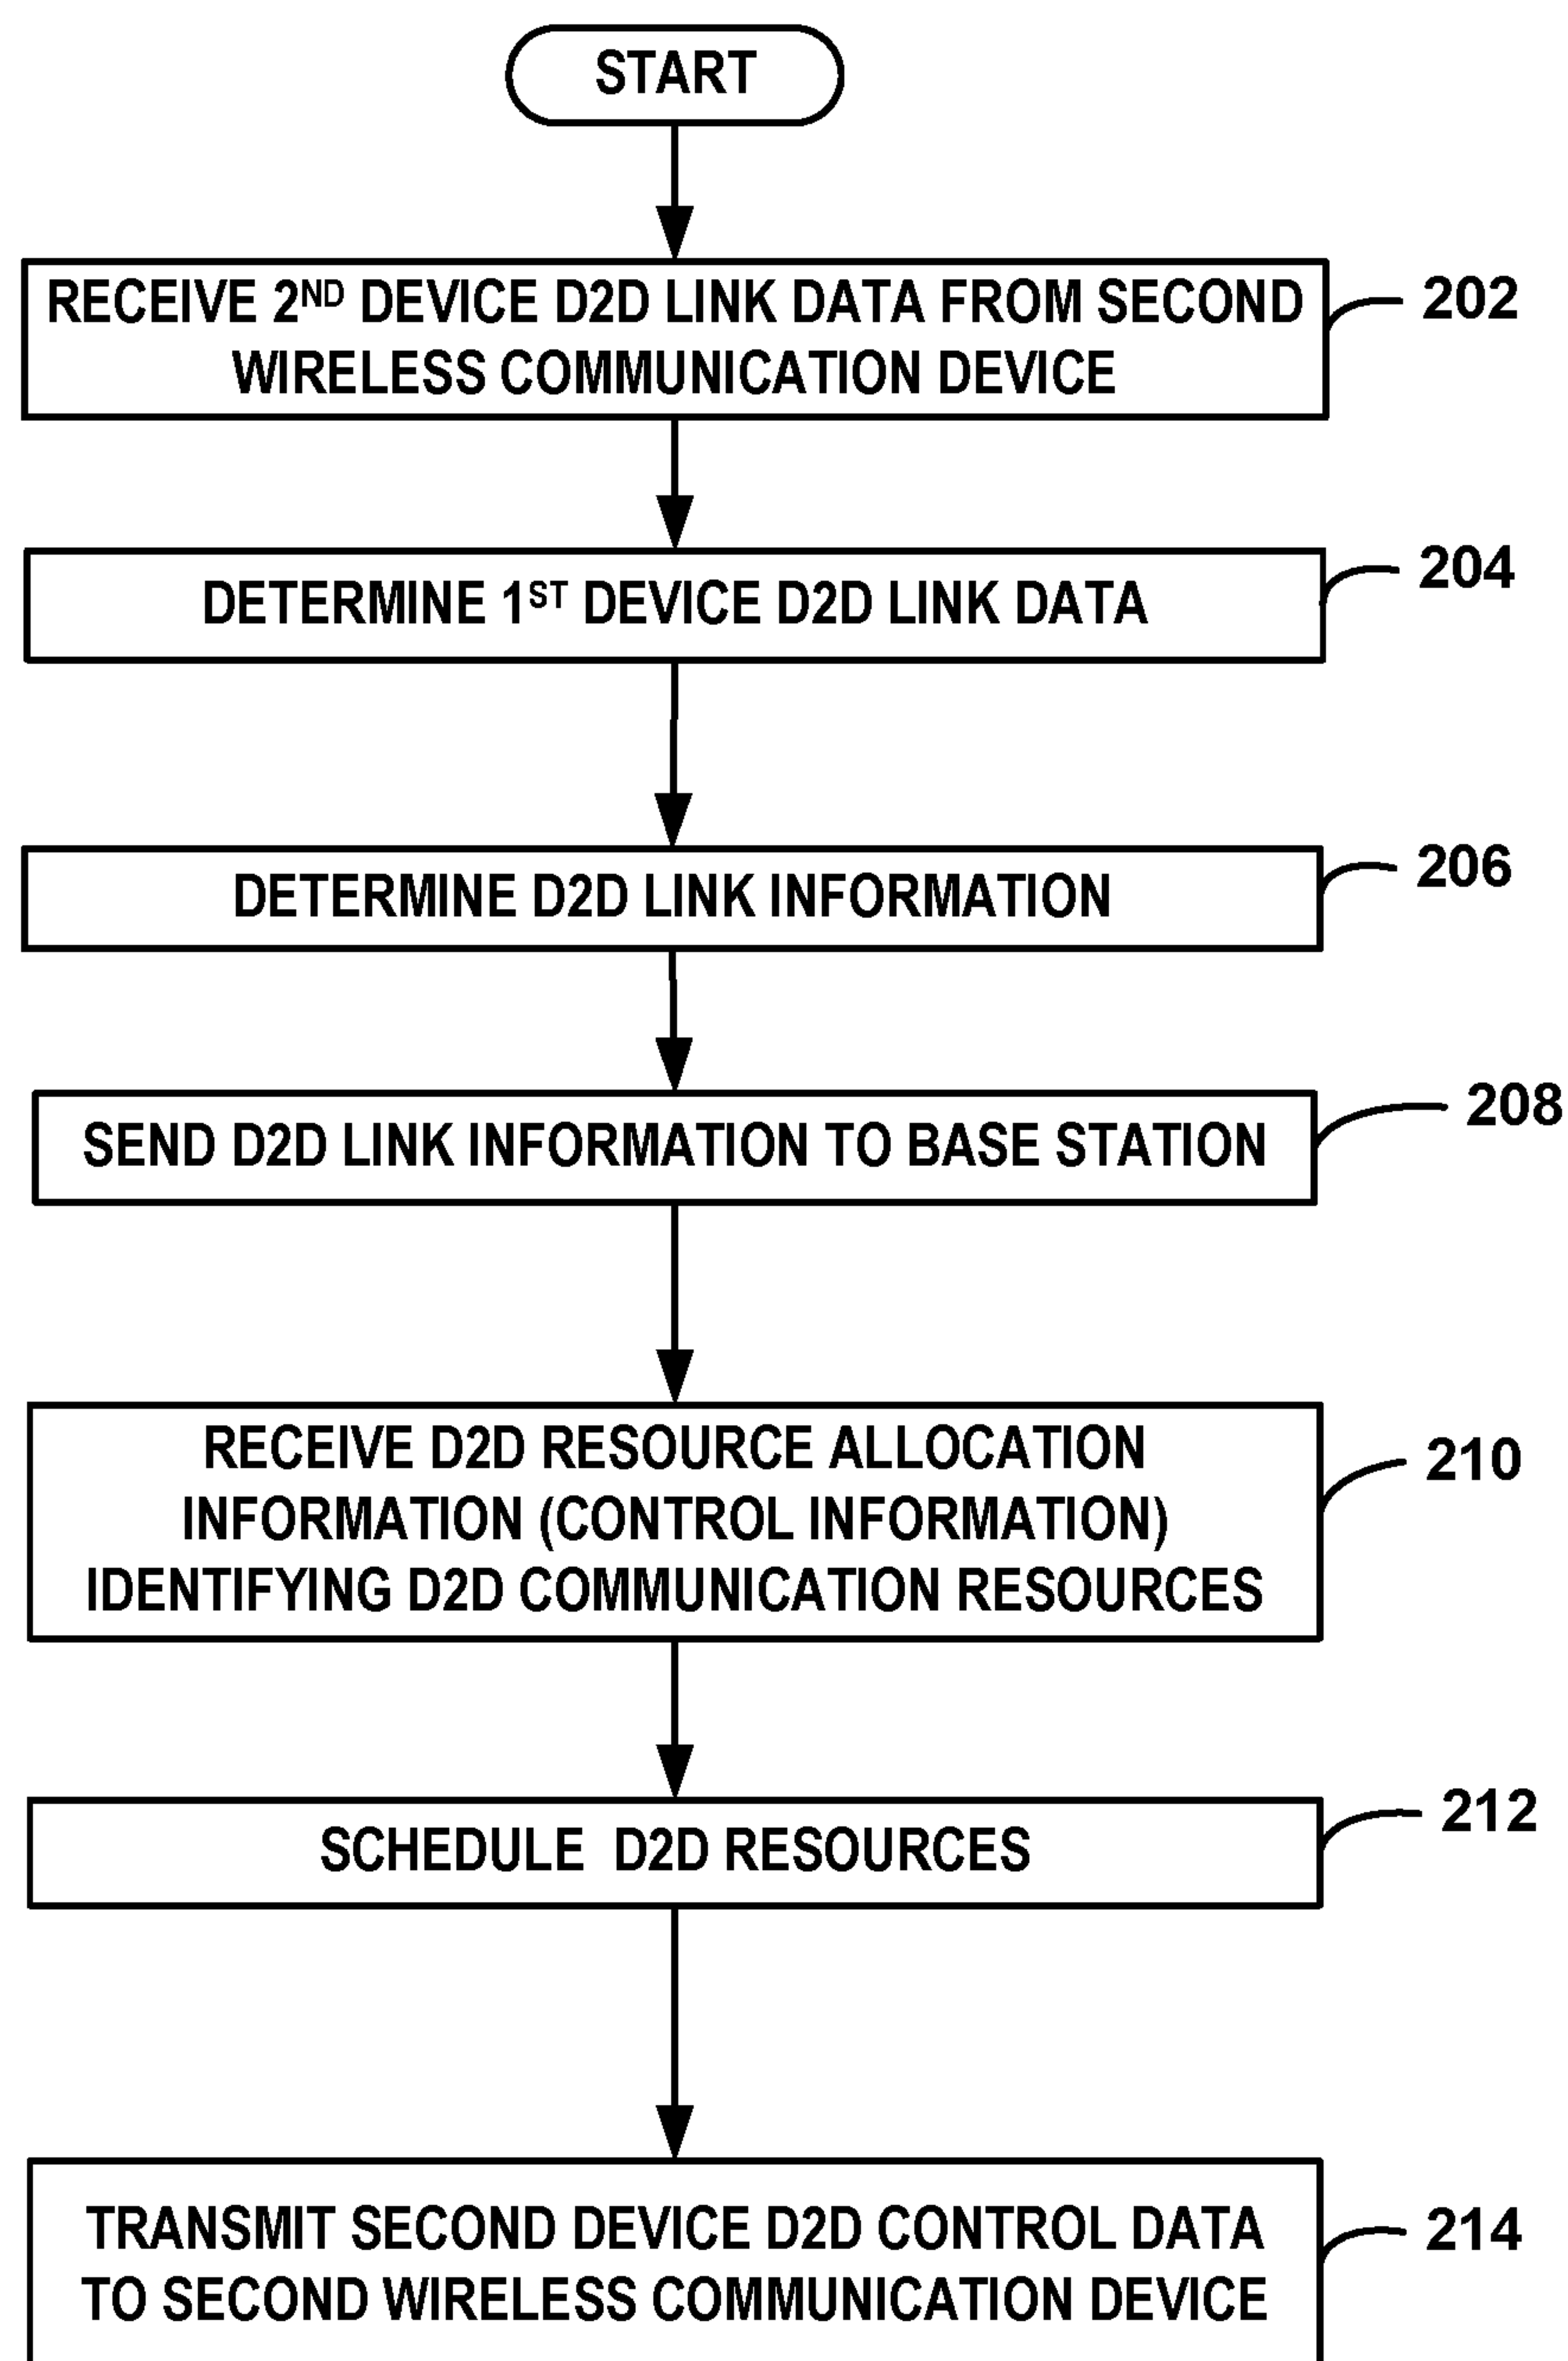 START
RECEIVE 2ND DEVICE D2D LINK DATA FROM SECOND
WIRELESS COMMUNICATION DEVICE
202
DETERMINE 1ST DEVICE D2D LINK DATA
204
DETERMINE D2D LINK INFORMATION
206
SEND D2D LINK INFORMATION TO BASE STATION
208
RECEIVE D2D RESOURCE ALLOCATION
INFORMATION (CONTROL INFORMATION)
IDENTIFYING D2D COMMUNICATION RESOURCES
210
SCHEDULE D2D RESOURCES
212
TRANSMIT SECOND DEVICE D2D CONTROL DATA
TO SECOND WIRELESS COMMUNICATION DEVICE
214